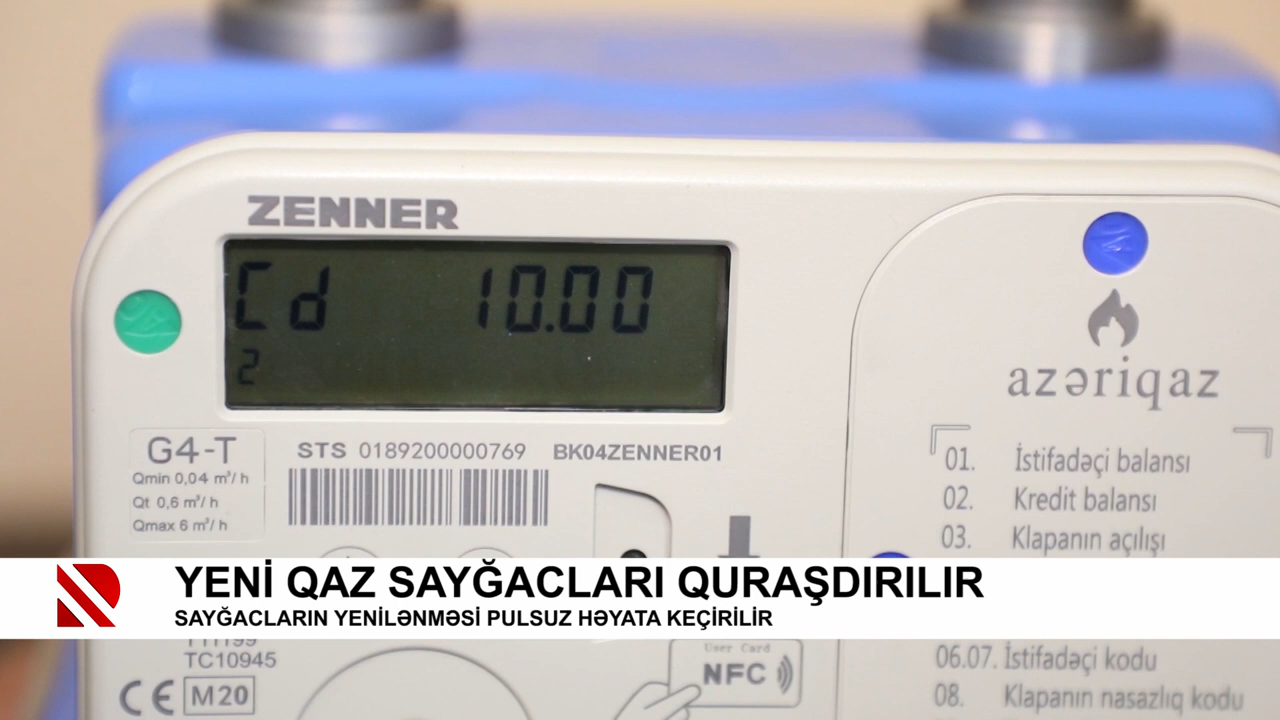 ZENNER
Cd 10.00
2
G4-T
Qmin 0,04 m³/h
Qt 0,6 m³/h
Qmax 6 m³/h
STS 0189200000769 BK04ZENNER01
azəriqaz
01. İstifadəçi balansı
02. Kredit balansı
03. Klapanın açılışı
YENİ QAZ SAYĞACLARI QURAŞDIRILIR
SAYĞACLARIN YENİLƏNMƏSİ PULSUZ HƏYATA KEÇİRİLİR
TC10945
CE M20
User Card
NFC
06.07. İstifadəçi kodu
08. Klapanın nasazlıq kodu